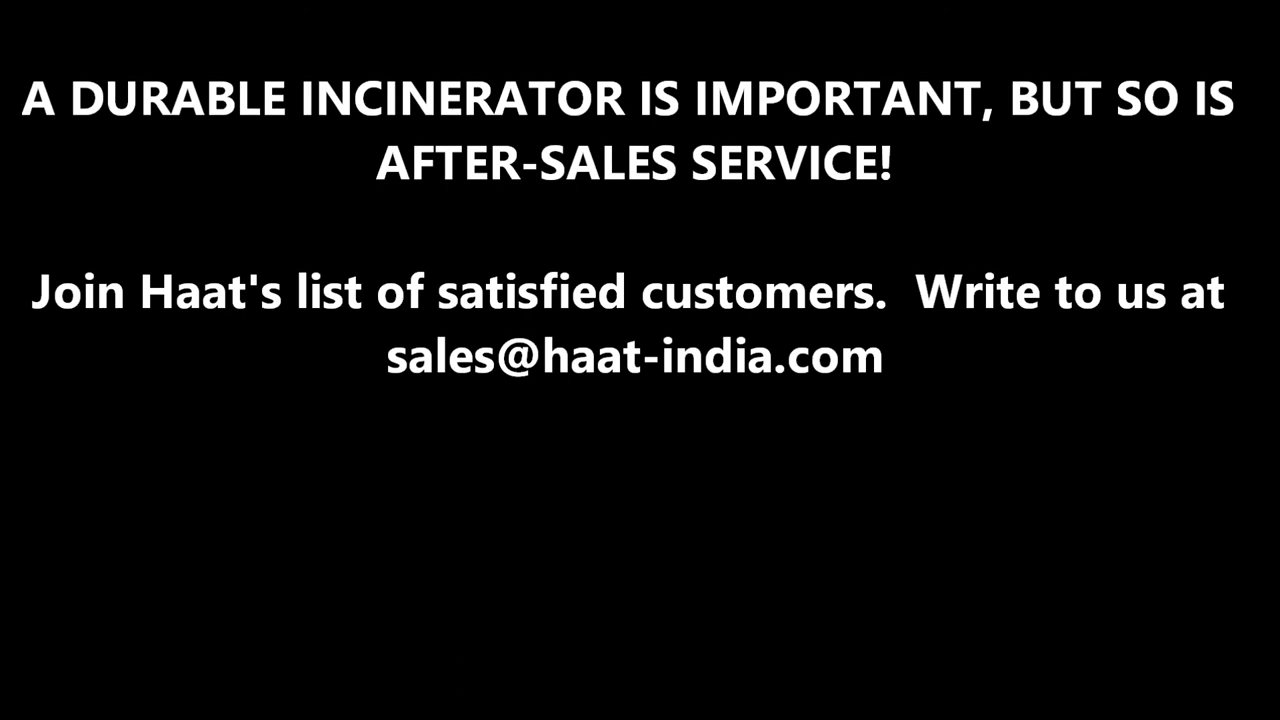 A DURABLE INCINERATOR IS IMPORTANT, BUT SO IS
AFTER-SALES SERVICE!
Join Haat's list of satisfied customers.  Write to us at
sales@haat-india.com